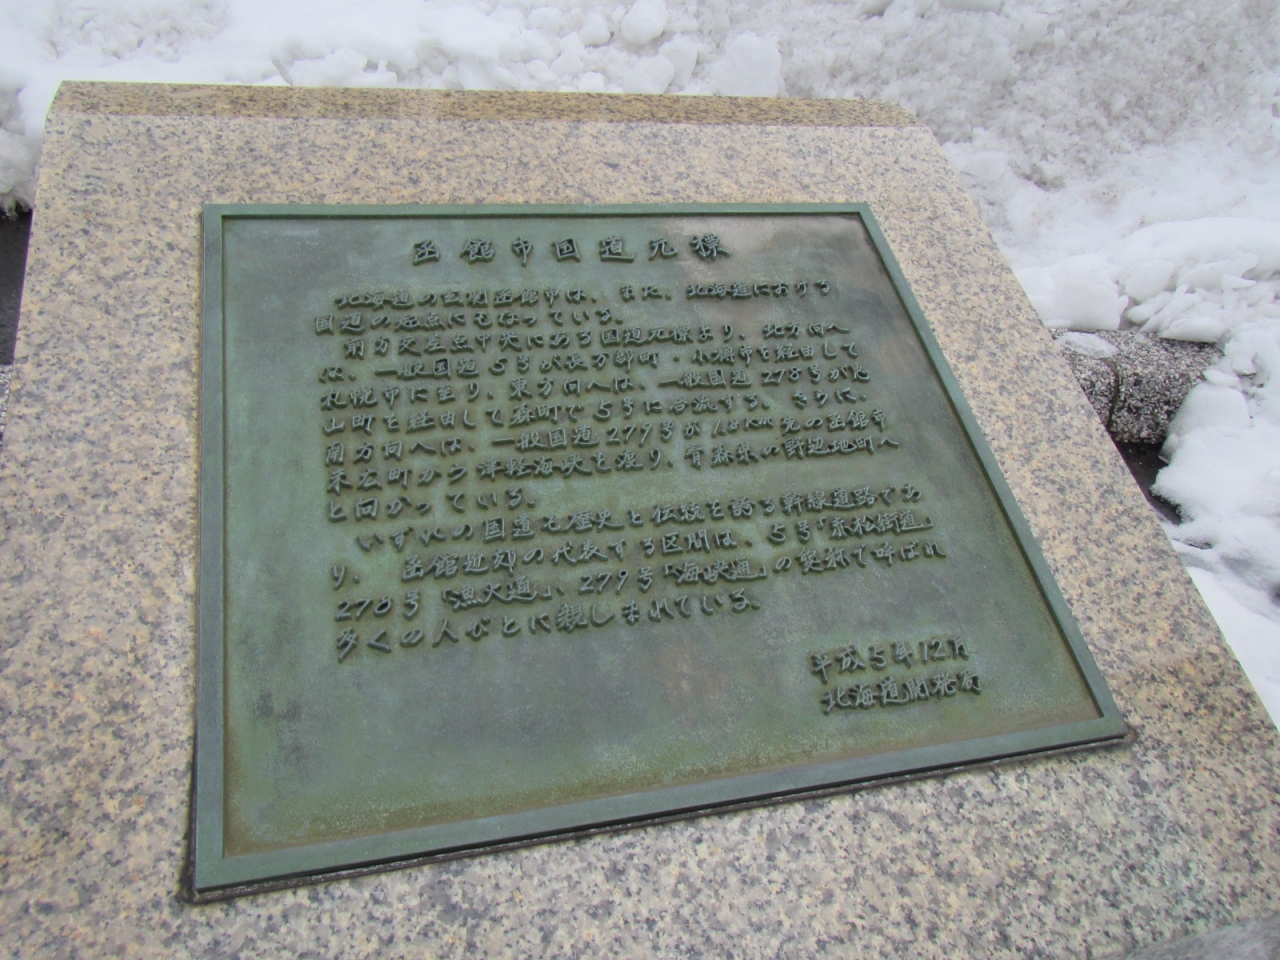 函館市国道元標
北海道の玄関函館市は、また、北海道における
国道の起点にもなっている。
前方交差点中央にある国道元標より、北方向へ
は、一般国道5号が長万部町・小樽市を経由して
札幌市に至り、東方向へは、一般国道278号が恵
山町を経由して森町で5号に合流する。さらに、
南方向へは、一般国道279号が1.8km先の函館市
末広町から津軽海峡を渡り、青森県の野辺地町へ
と向かっている。
いずれの国道も歴史と伝統を誇る幹線道路であ
り、函館近郊の代表する区間は、5号「赤松街道」
278号「漁火通」、279号「海峡通」の愛称で呼ばれ
多くの人々とに親しまれている。
平成5年12月
北海道開発局